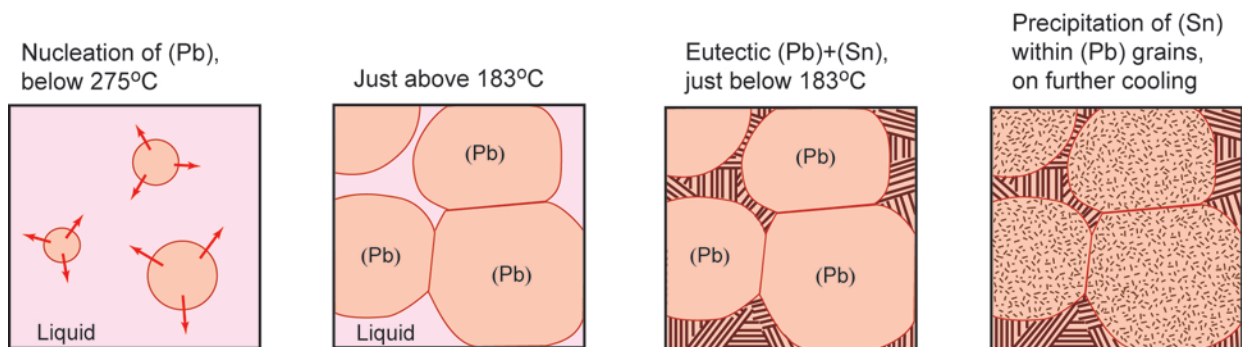 Nucleation of (Pb),
below 275ºC
Liquid
Just above 183ºC
(Pb)
(Pb)
(Pb)
Liquid
Eutectic (Pb)+(Sn),
just below 183ºC
(Pb)
(Pb)
(Pb)
Precipitation of (Sn)
within (Pb) grains,
on further cooling